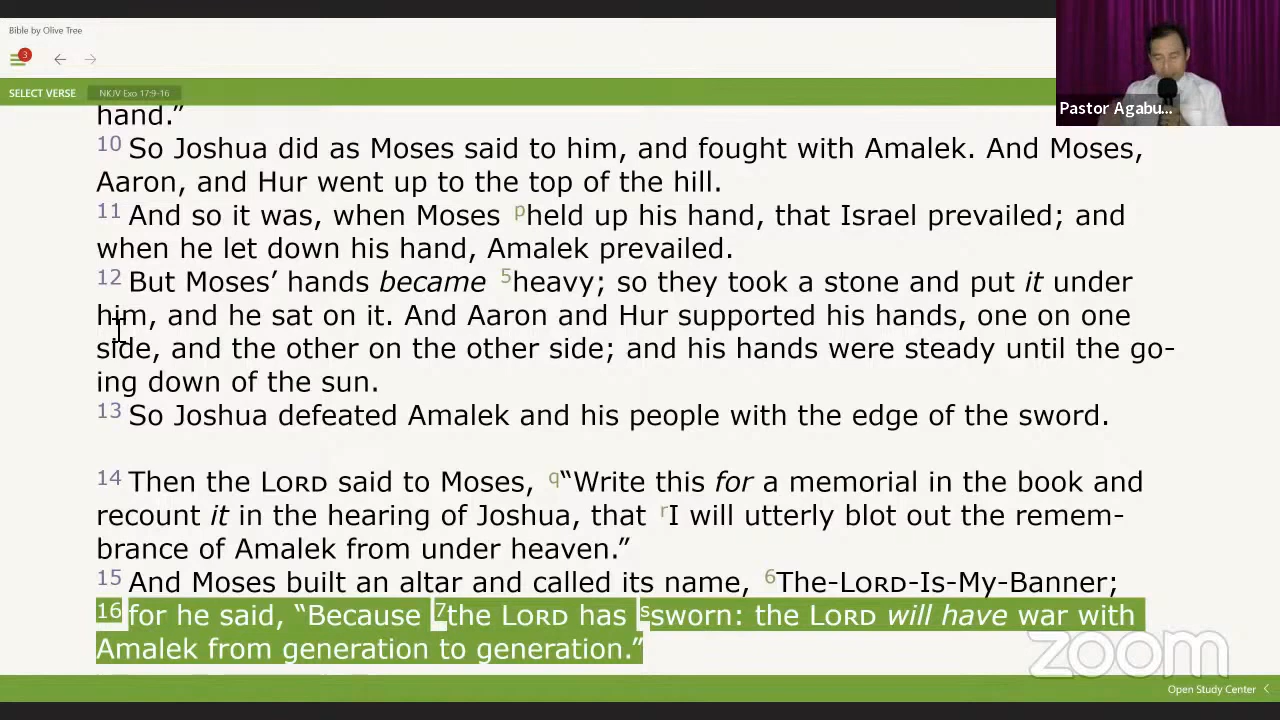 Bible by Olive Tree
3
SELECT VERSE NKJV Exo 17:9-16
Pastor Agabu...
hand.”
10 So Joshua did as Moses said to him, and fought with Amalek. And Moses,
Aaron, and Hur went up to the top of the hill.
11 And so it was, when Moses pheld up his hand, that Israel prevailed; and
when he let down his hand, Amalek prevailed.
12 But Moses’ hands became 5heavy; so they took a stone and put it under
him, and he sat on it. And Aaron and Hur supported his hands, one on one
side, and the other on the other side; and his hands were steady until the go-
ing down of the sun.
13 So Joshua defeated Amalek and his people with the edge of the sword.
14 Then the LORD said to Moses, q“Write this for a memorial in the book and
recount it in the hearing of Joshua, that rI will utterly blot out the remem-
brance of Amalek from under heaven.”
15 And Moses built an altar and called its name, 6The-LORD-Is-My-Banner;
16 for he said, “Because 7the LORD has ssworn: the LORD will have war with
Amalek from generation to generation.”
zoom
Open Study Center